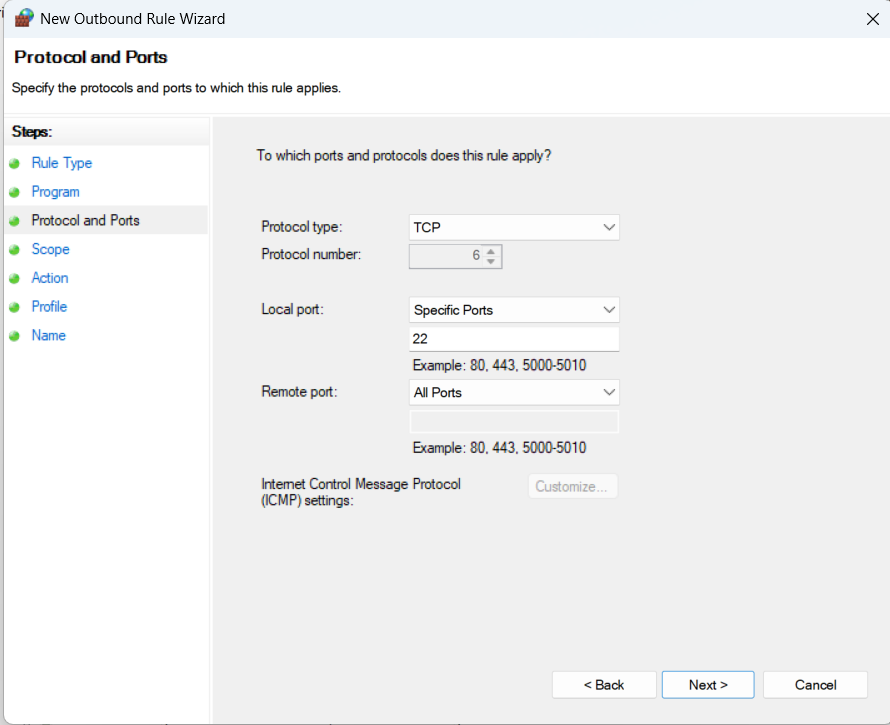 New Outbound Rule Wizard
Protocol and Ports
Specify the protocols and ports to which this rule applies.
Steps:
Rule Type
Program
Protocol and Ports
Scope
Action
Profile
Name
To which ports and protocols does this rule apply?
Protocol type: TCP
Protocol number: 6
Local port: Specific Ports
22
Example: 80, 443, 5000-5010
Remote port: All Ports
Example: 80, 443, 5000-5010
Internet Control Message Protocol
(ICMP) settings:
Customize...
< Back Next > Cancel